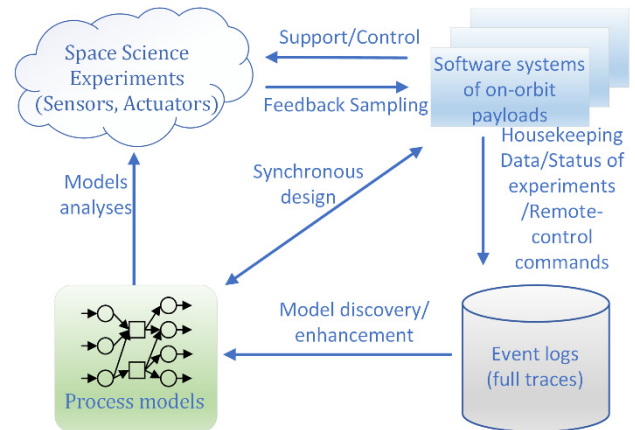 Space Science
Experiments
(Sensors, Actuators)
Support/Control
Feedback Sampling
Software systems
of on-orbit
payloads
Housekeeping
Data/Status of
experiments
/Remote-
control
commands
Models
analyses
Synchronous
design
Model discovery/
enhancement
Process models
Event logs
(full traces)